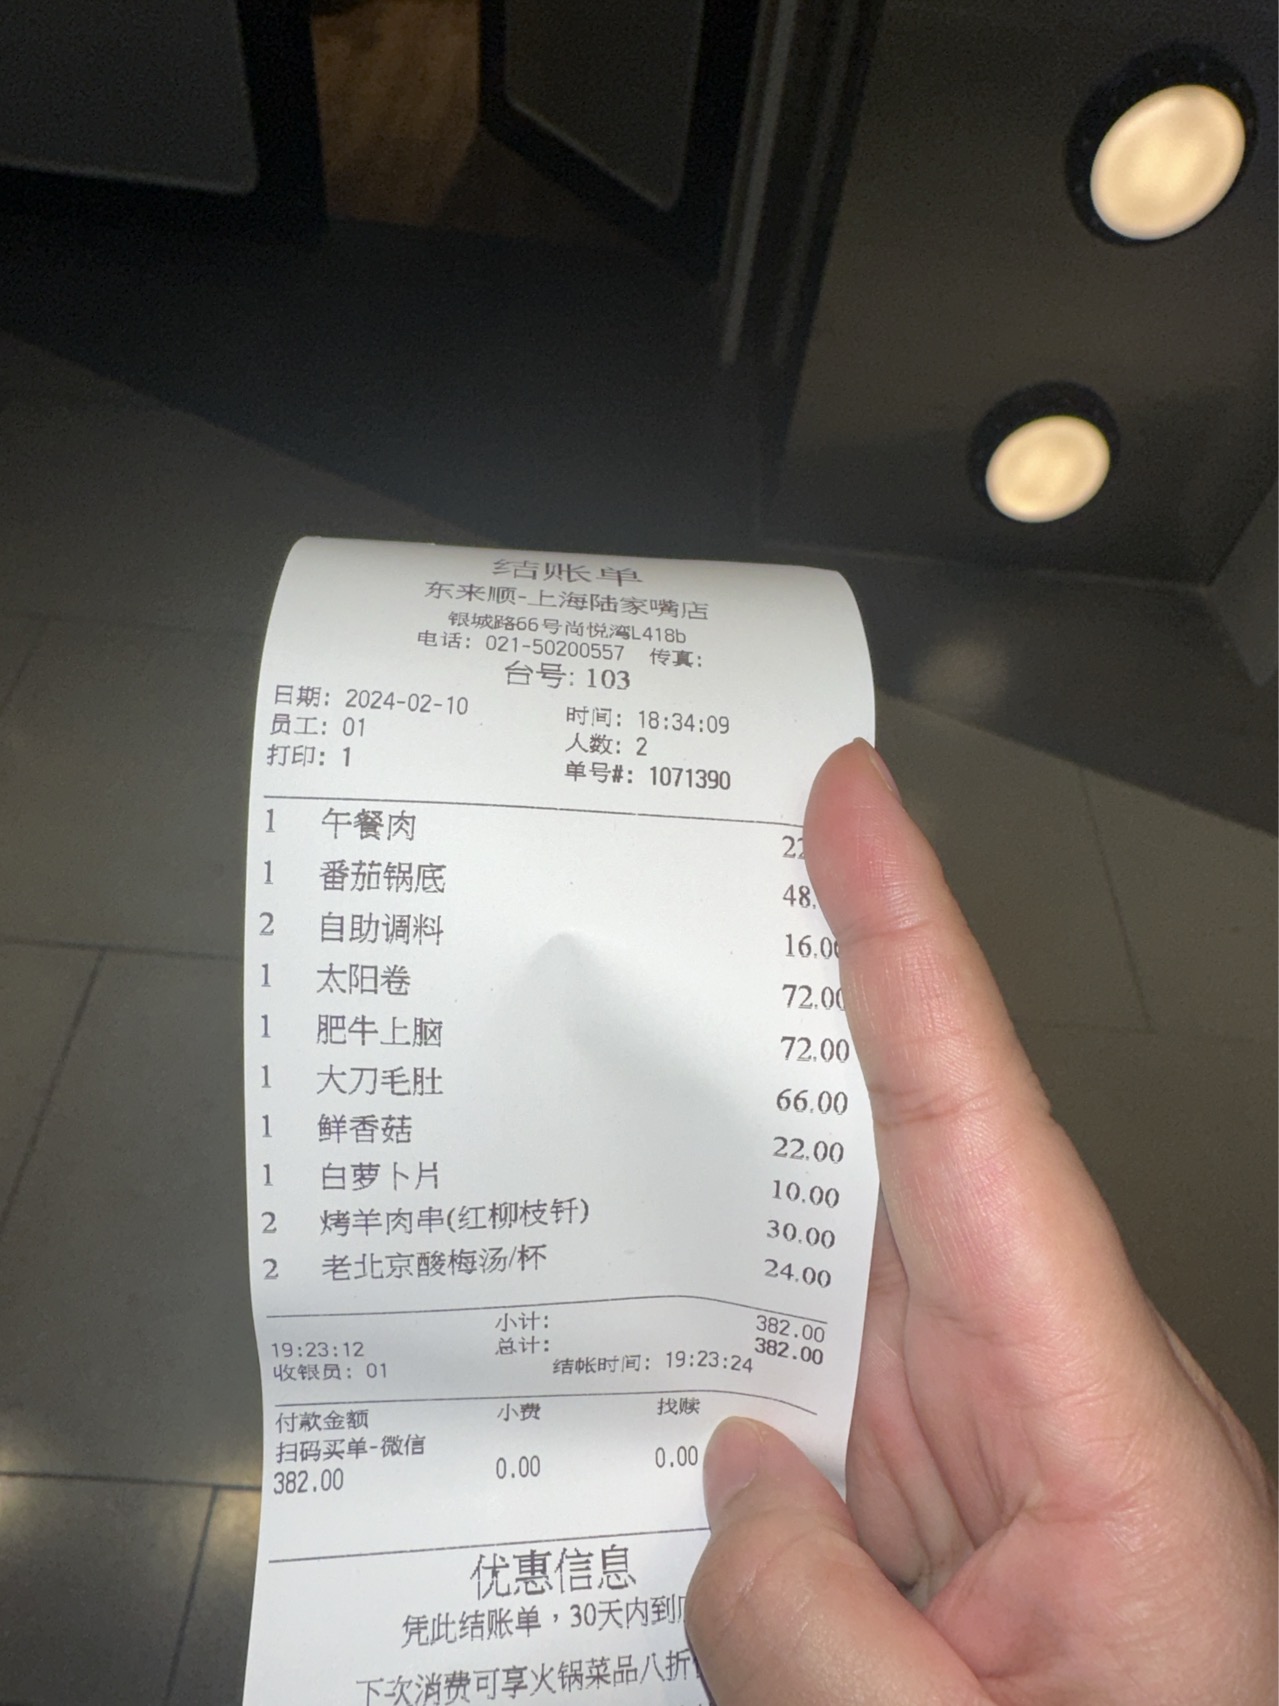 结账单
东来顺-上海陆家嘴店
银城路66号尚悦湾L418b
电话: 021-50200557 传真:
台号: 103
日期: 2024-02-10 时间: 18:34:09
员工: 01 人数: 2
打印: 1 单号#: 1071390
1 午餐肉 22
1 番茄锅底 48.
2 自助调料 16.00
1 太阳卷 72.00
1 肥牛上脑 72.00
1 大刀毛肚 66.00
1 鲜香菇 22.00
1 白萝卜片 10.00
2 烤羊肉串(红柳枝钎) 30.00
2 老北京酸梅汤/杯 24.00
小计: 382.00
19:23:12 总计: 382.00
收银员: 01 结帐时间: 19:23:24
付款金额 小费 找赎
扫码买单-微信
382.00 0.00 0.00
优惠信息
凭此结账单，30天内到
下次消费可享火锅菜品八折